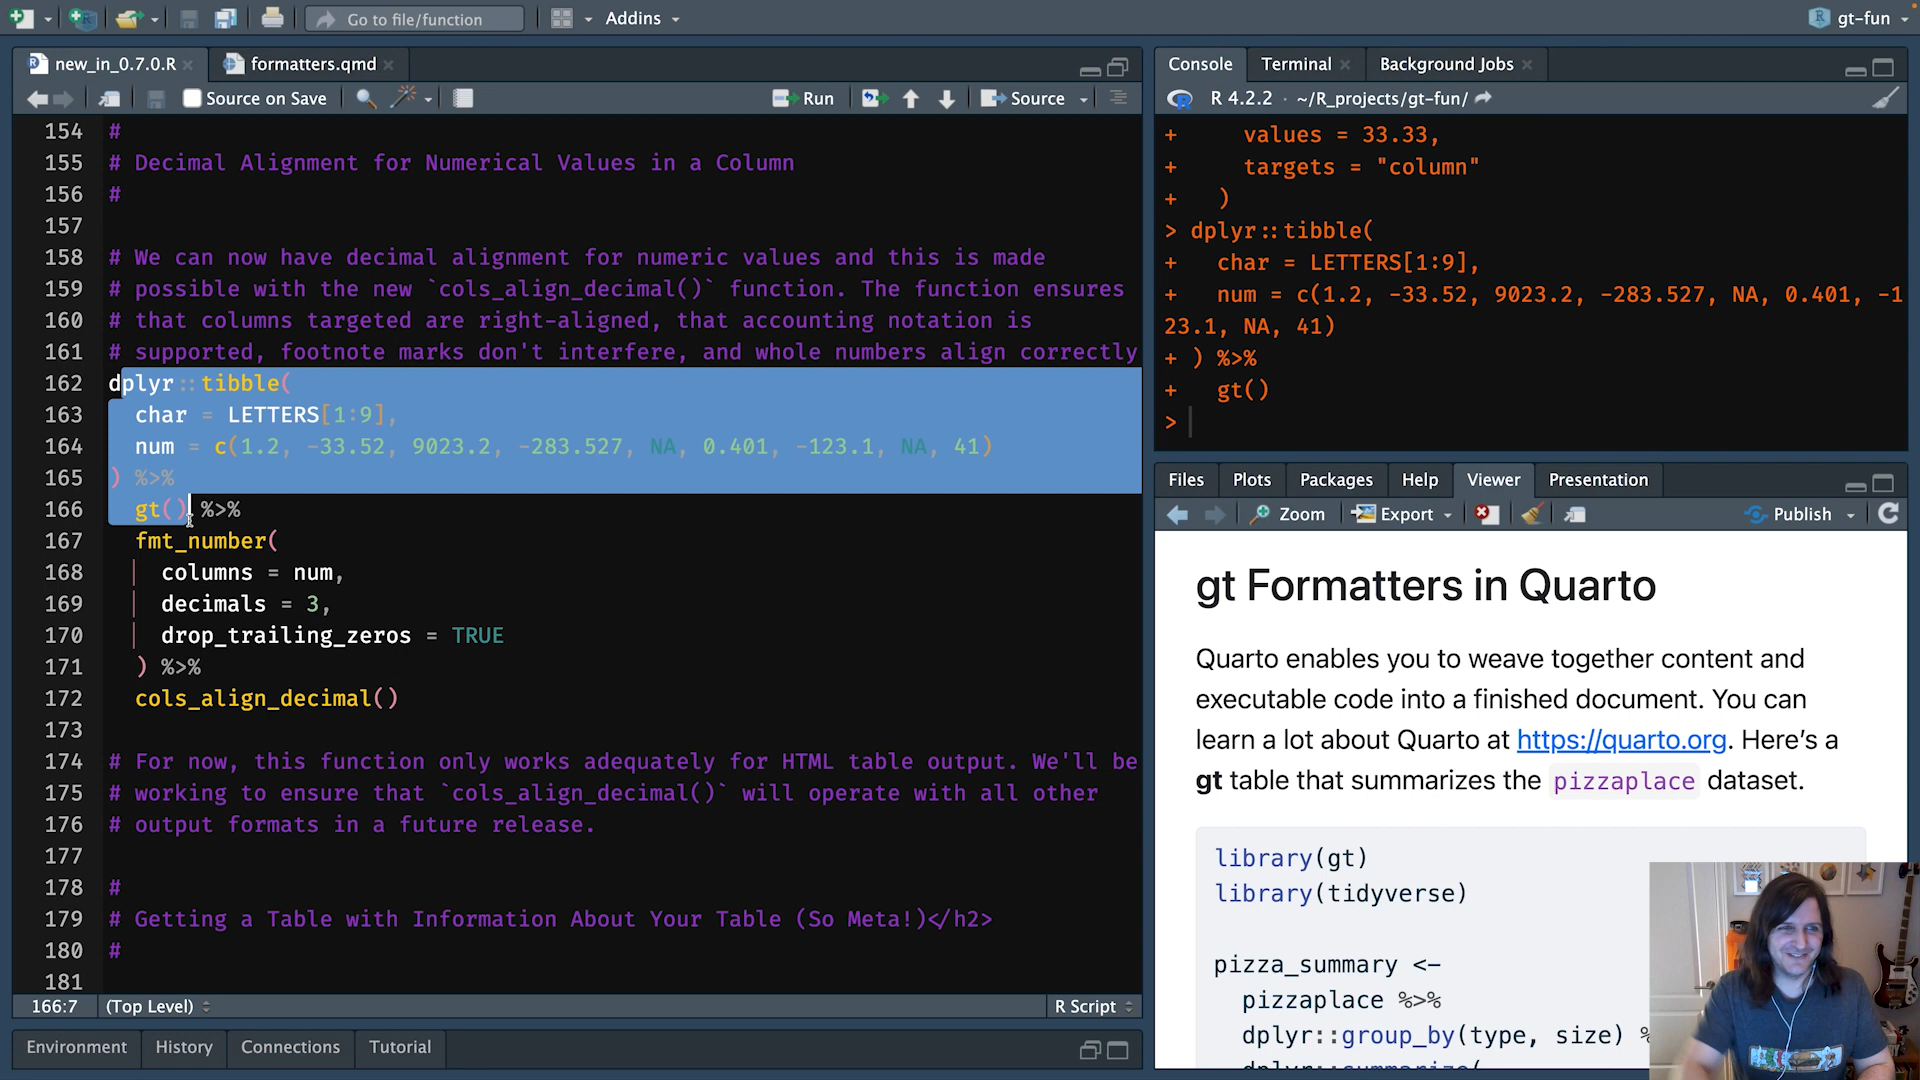 Go to file/function
Addins
gt-fun
new_in_0.7.0.R
formatters.qmd
Source on Save
Run
Source
154 #
155 # Decimal Alignment for Numerical Values in a Column
156 #
157
158 # We can now have decimal alignment for numeric values and this is made
159 # possible with the new `cols_align_decimal()` function. The function ensures
160 # that columns targeted are right-aligned, that accounting notation is
161 # supported, footnote marks don't interfere, and whole numbers align correctly
162 dplyr::tibble(
163 char = LETTERS[1:9],
164 num = c(1.2, -33.52, 9023.2, -283.527, NA, 0.401, -123.1, NA, 41)
165 ) %>%
166 gt() %>%
167 fmt_number(
168 columns = num,
169 decimals = 3,
170 drop_trailing_zeros = TRUE
171 ) %>%
172 cols_align_decimal()
173
174 # For now, this function only works adequately for HTML table output. We'll be
175 # working to ensure that `cols_align_decimal()` will operate with all other
176 # output formats in a future release.
177
178 #
179 # Getting a Table with Information About Your Table (So Meta!)</h2>
180 #
181
166:7 (Top Level) R Script
Environment History Connections Tutorial
Console Terminal Background Jobs
R 4.2.2 · ~/R_projects/gt-fun/
+ values = 33.33,
+ targets = "column"
+ )
> dplyr::tibble(
+ char = LETTERS[1:9],
+ num = c(1.2, -33.52, 9023.2, -283.527, NA, 0.401, -1
23.1, NA, 41)
+ ) %>%
+ gt()
>
Files Plots Packages Help Viewer Presentation
Zoom Export Publish
gt Formatters in Quarto
Quarto enables you to weave together content and
executable code into a finished document. You can
learn a lot about Quarto at https://quarto.org. Here's a
gt table that summarizes the pizzaplace dataset.
library(gt)
library(tidyverse)
pizza_summary <-
pizzaplace %>%
dplyr::group_by(type, size) %
dplyr::summarize(